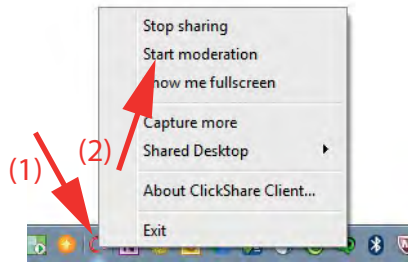 Stop sharing
Start moderation
how me fullscreen
Capture more
Shared Desktop
About ClickShare Client...
Exit
(1)
(2)